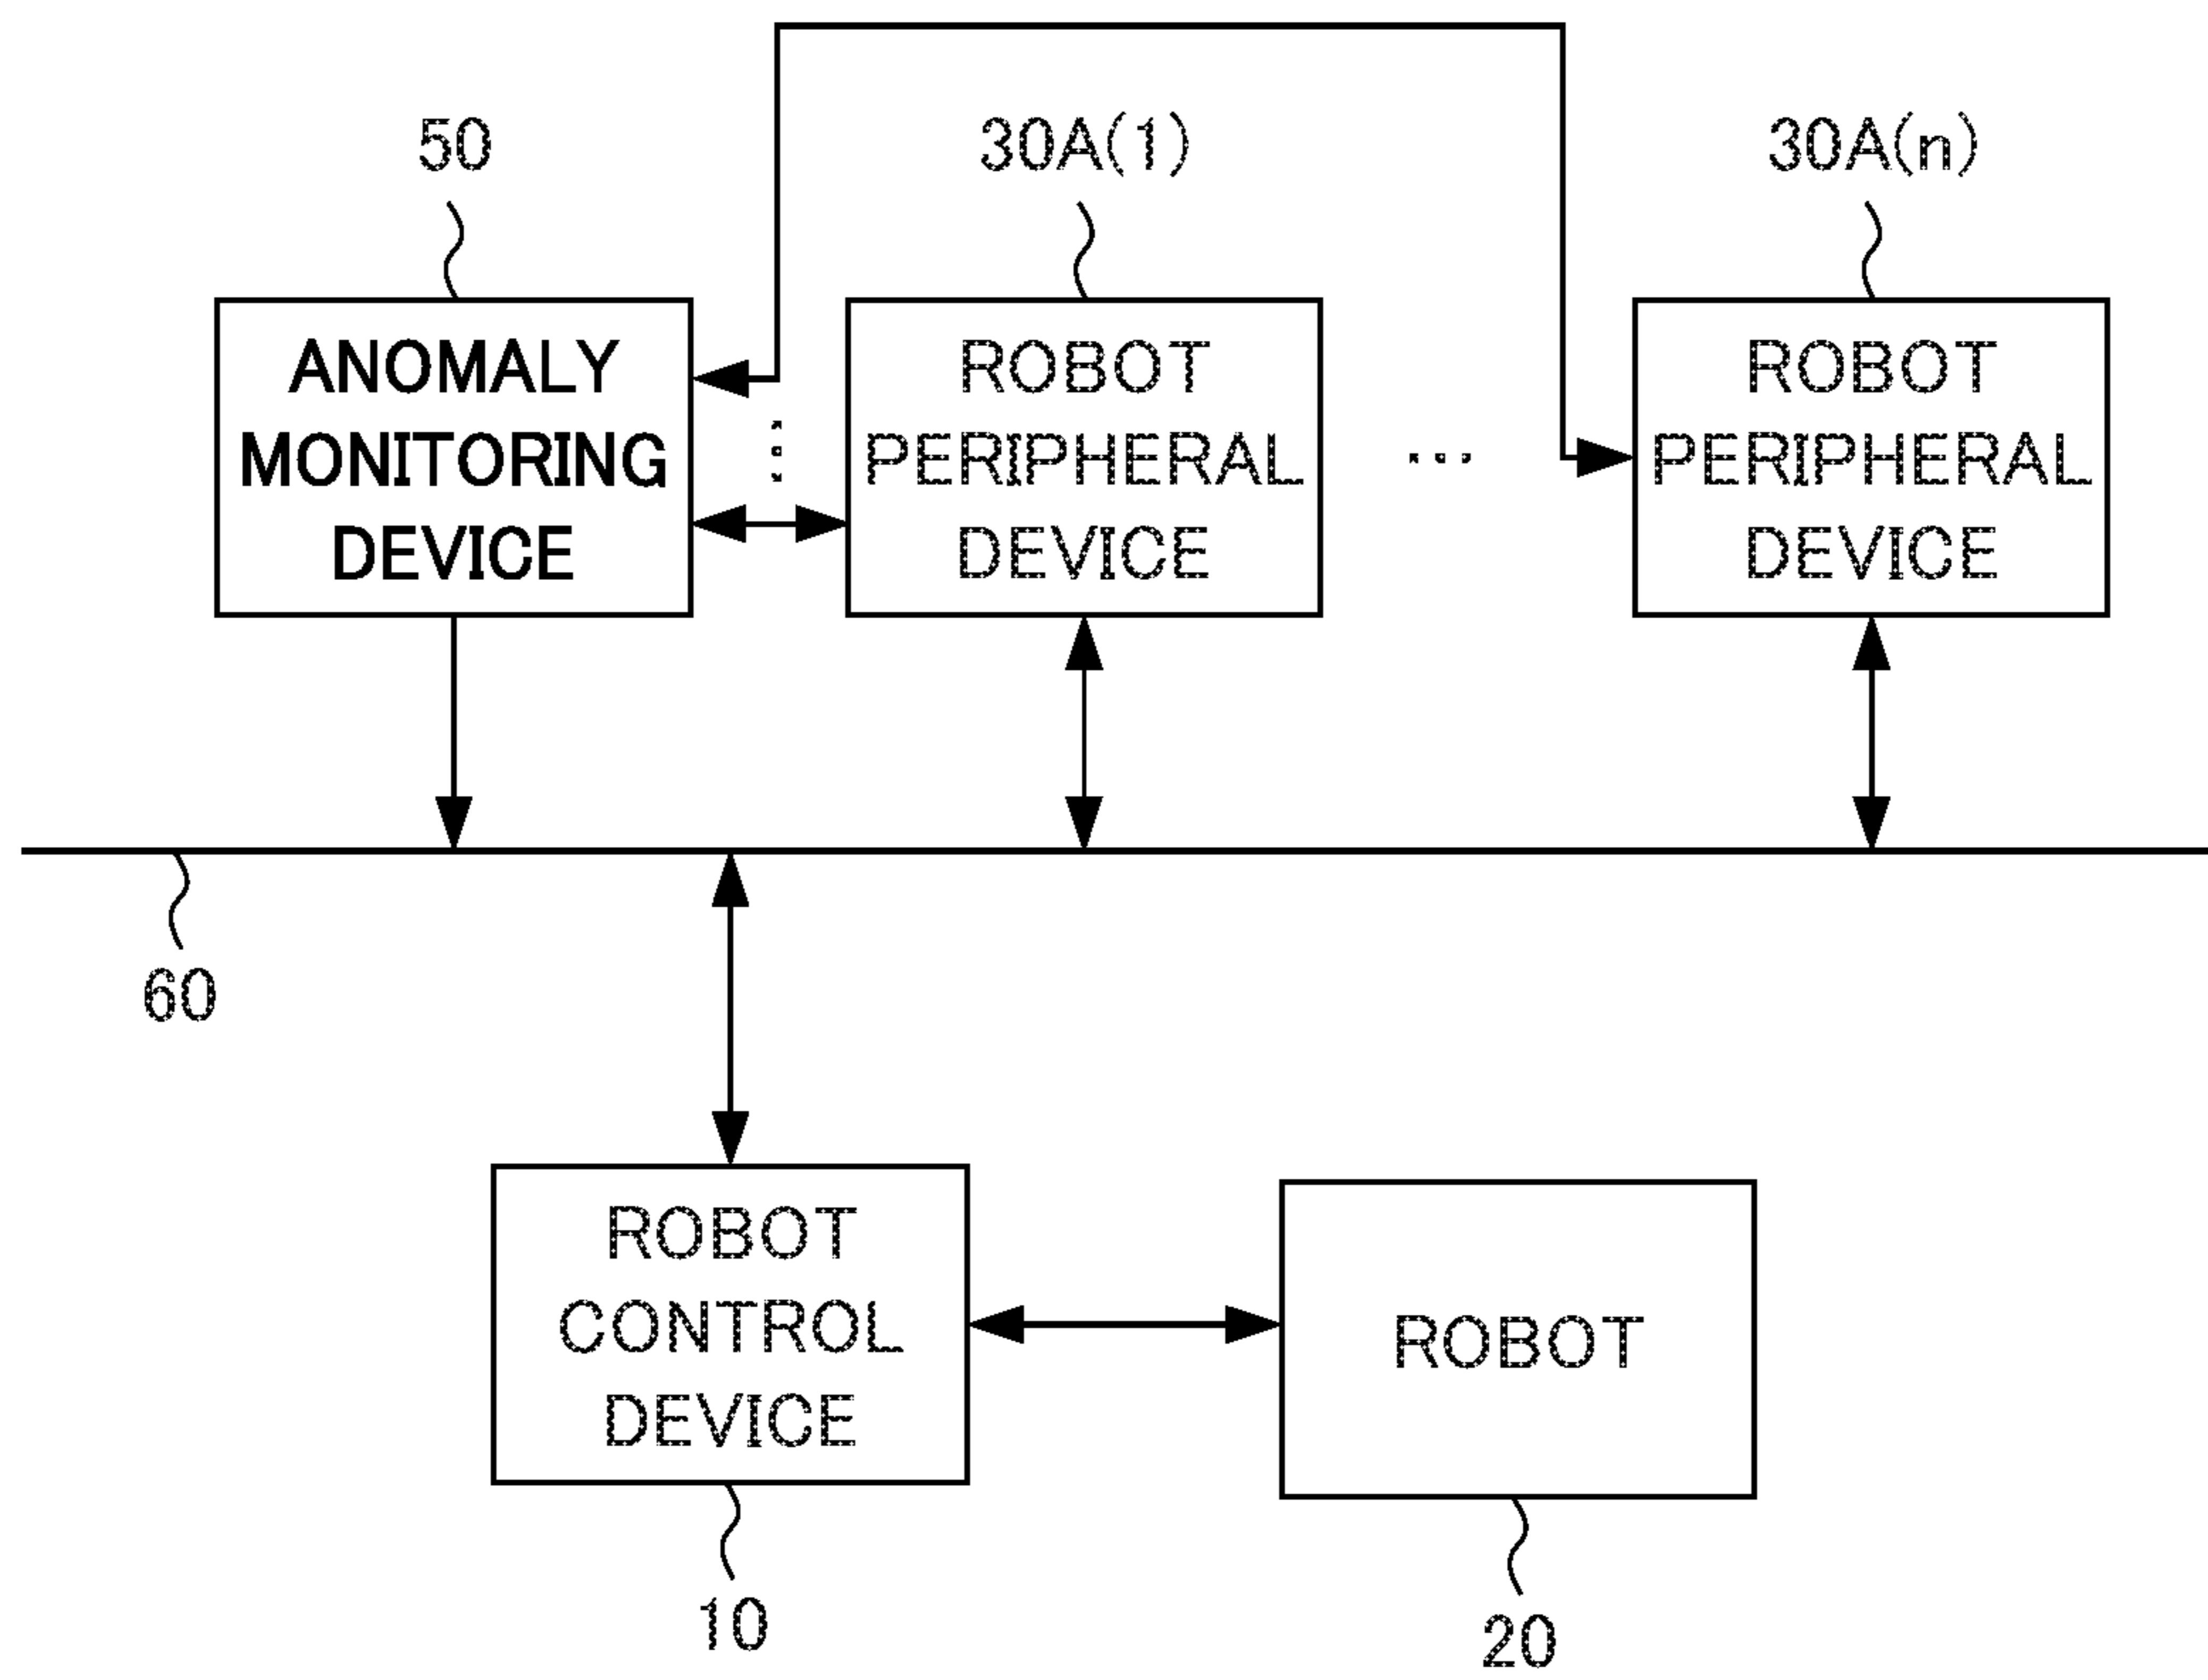 50
30A(1)
30A(n)
ANOMALY
MONITORING
DEVICE
ROBOT
PERIPHERAL
DEVICE
...
ROBOT
PERIPHERAL
DEVICE
60
ROBOT
CONTROL
DEVICE
ROBOT
10
20